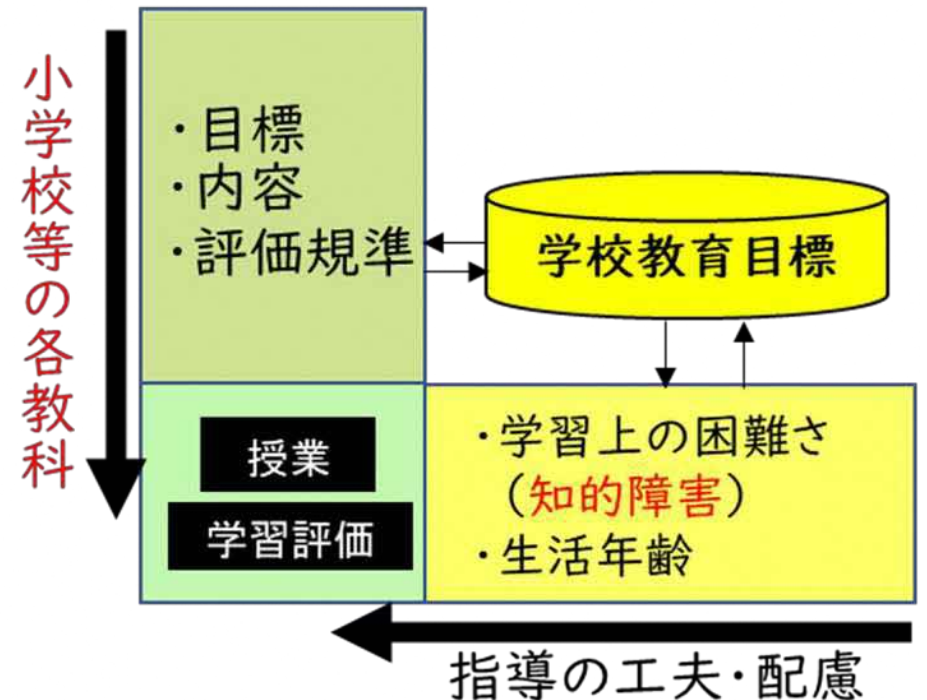 小学校等の各教科
・目標
・内容
・評価規準
学校教育目標
授業
学習評価
・学習上の困難さ
（知的障害）
・生活年齢
指導の工夫・配慮